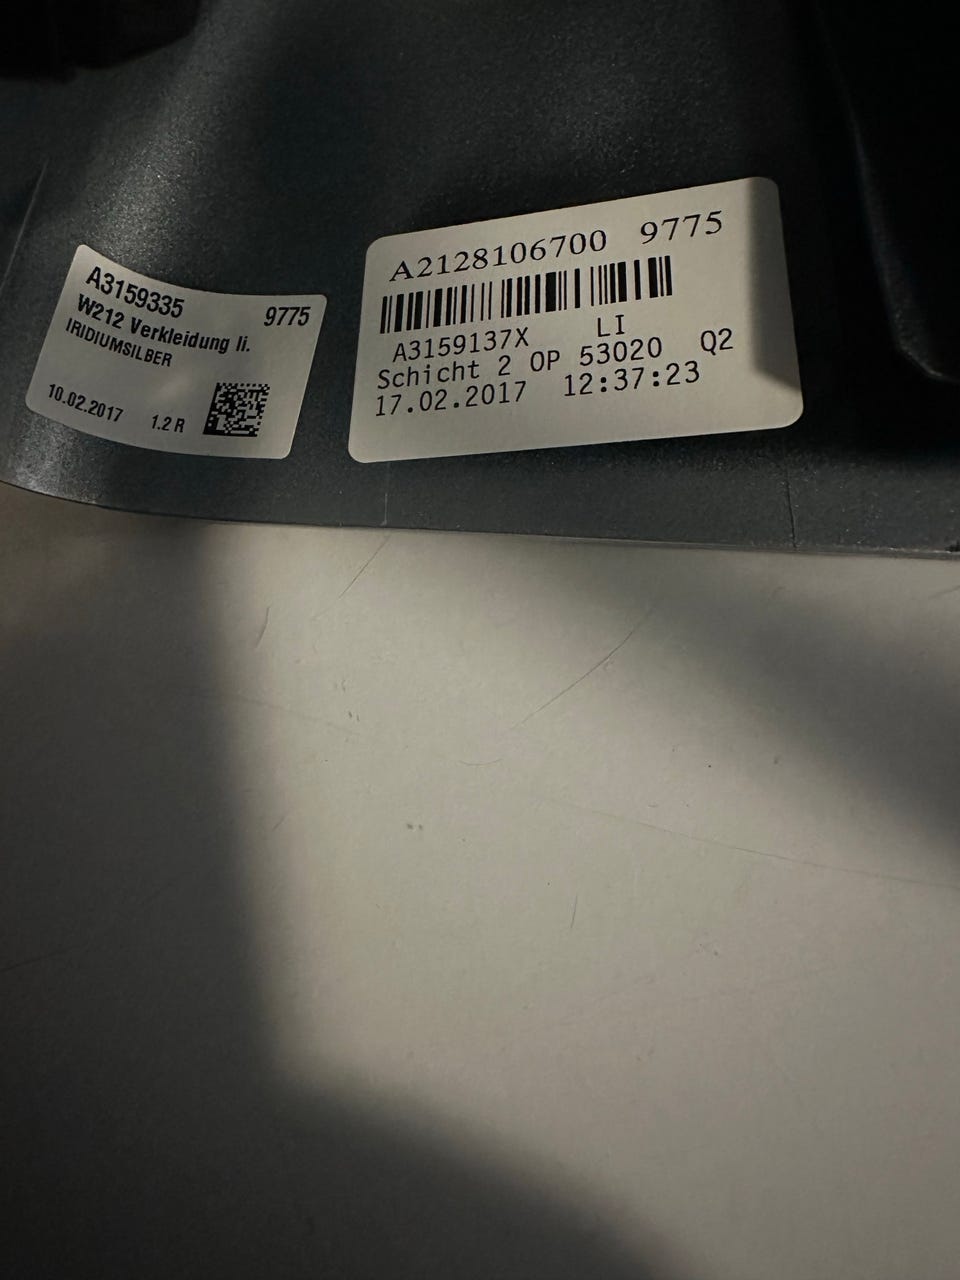 A3159335 9775
W212 Verkleidung li.
IRIDIUMSILBER
10.02.2017 1.2 R
A2128106700 9775
A3159137X LI
Schicht 2 OP 53020 Q2
17.02.2017 12:37:23